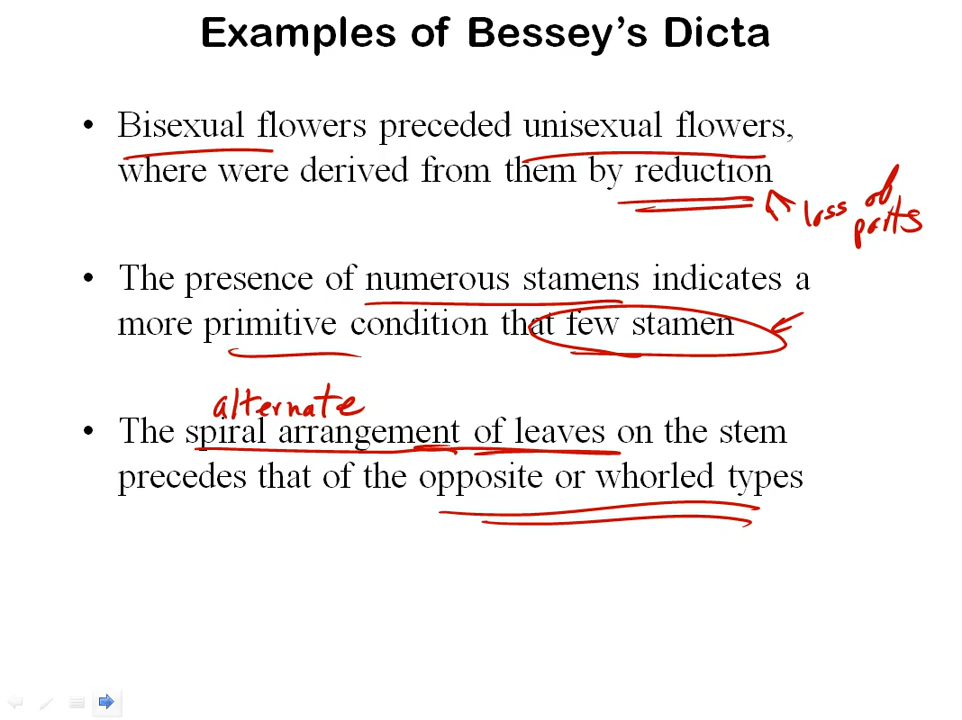 Examples of Bessey's Dicta
• Bisexual flowers preceded unisexual flowers,
where were derived from them by reduction
loss of
parts
• The presence of numerous stamens indicates a
more primitive condition that few stamen
alternate
• The spiral arrangement of leaves on the stem
precedes that of the opposite or whorled types